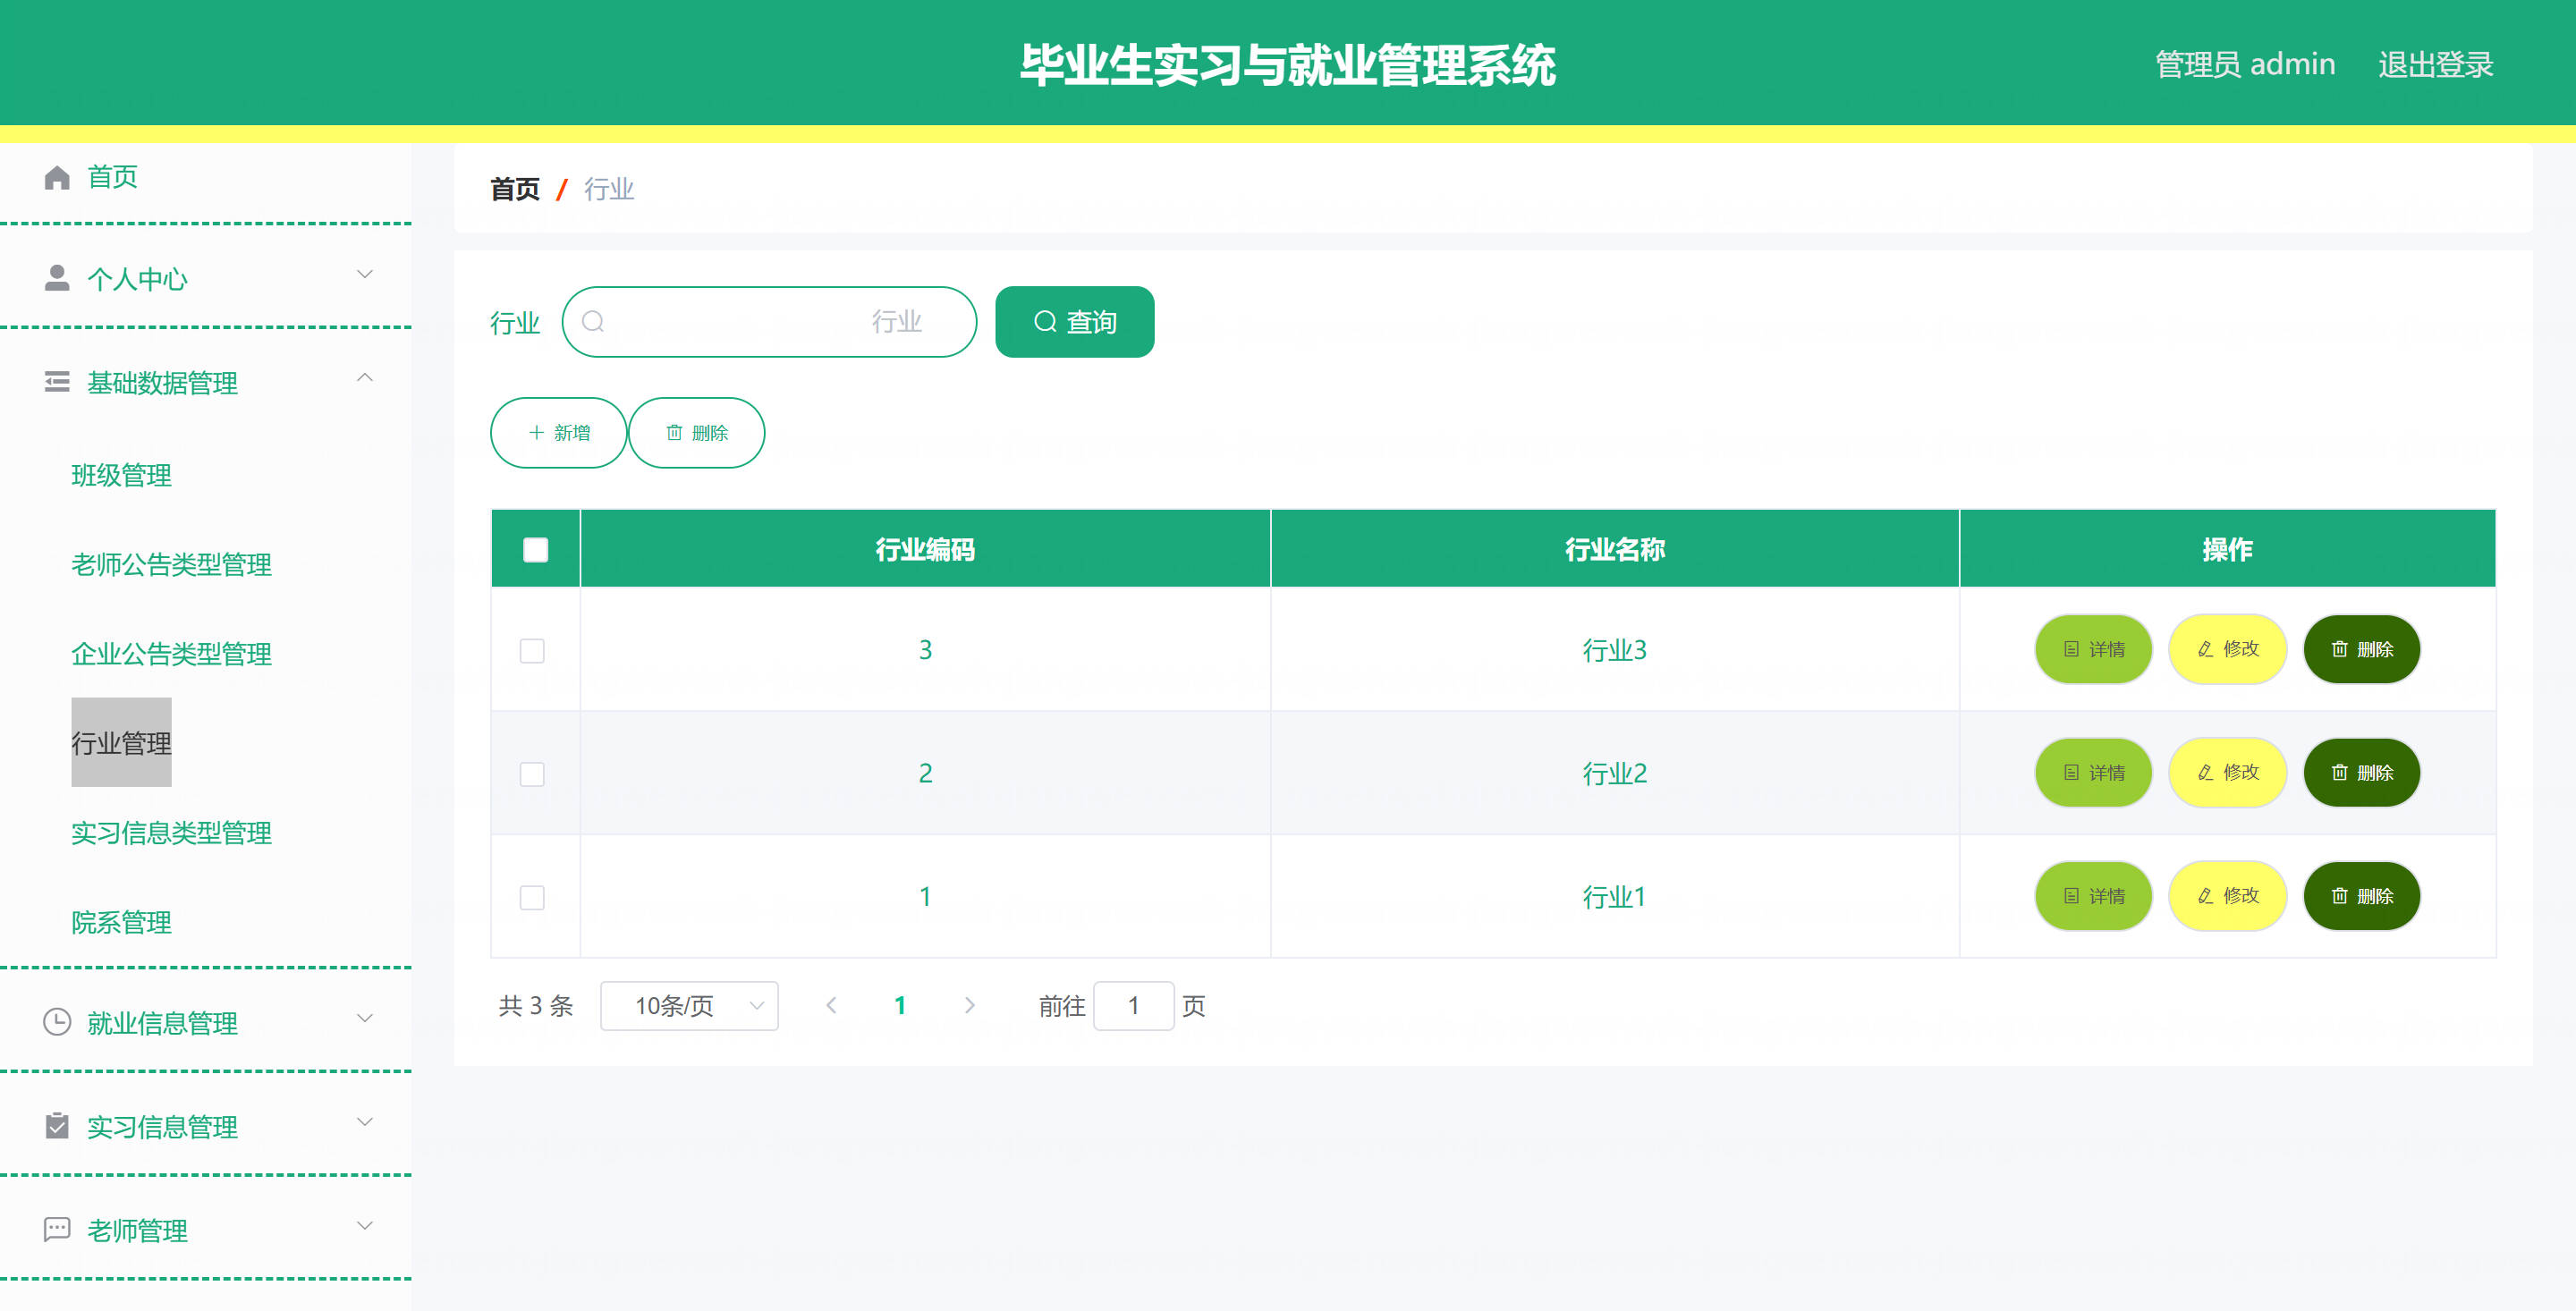 毕业生实习与就业管理系统
管理员 admin 退出登录
首页
个人中心
基础数据管理
班级管理
老师公告类型管理
企业公告类型管理
行业管理
实习信息类型管理
院系管理
就业信息管理
实习信息管理
老师管理
首页 / 行业
行业 行业 查询
新增 删除
行业编码 行业名称 操作
3 行业3 详情 修改 删除
2 行业2 详情 修改 删除
1 行业1 详情 修改 删除
共 3 条 10条/页 1 前往 1 页